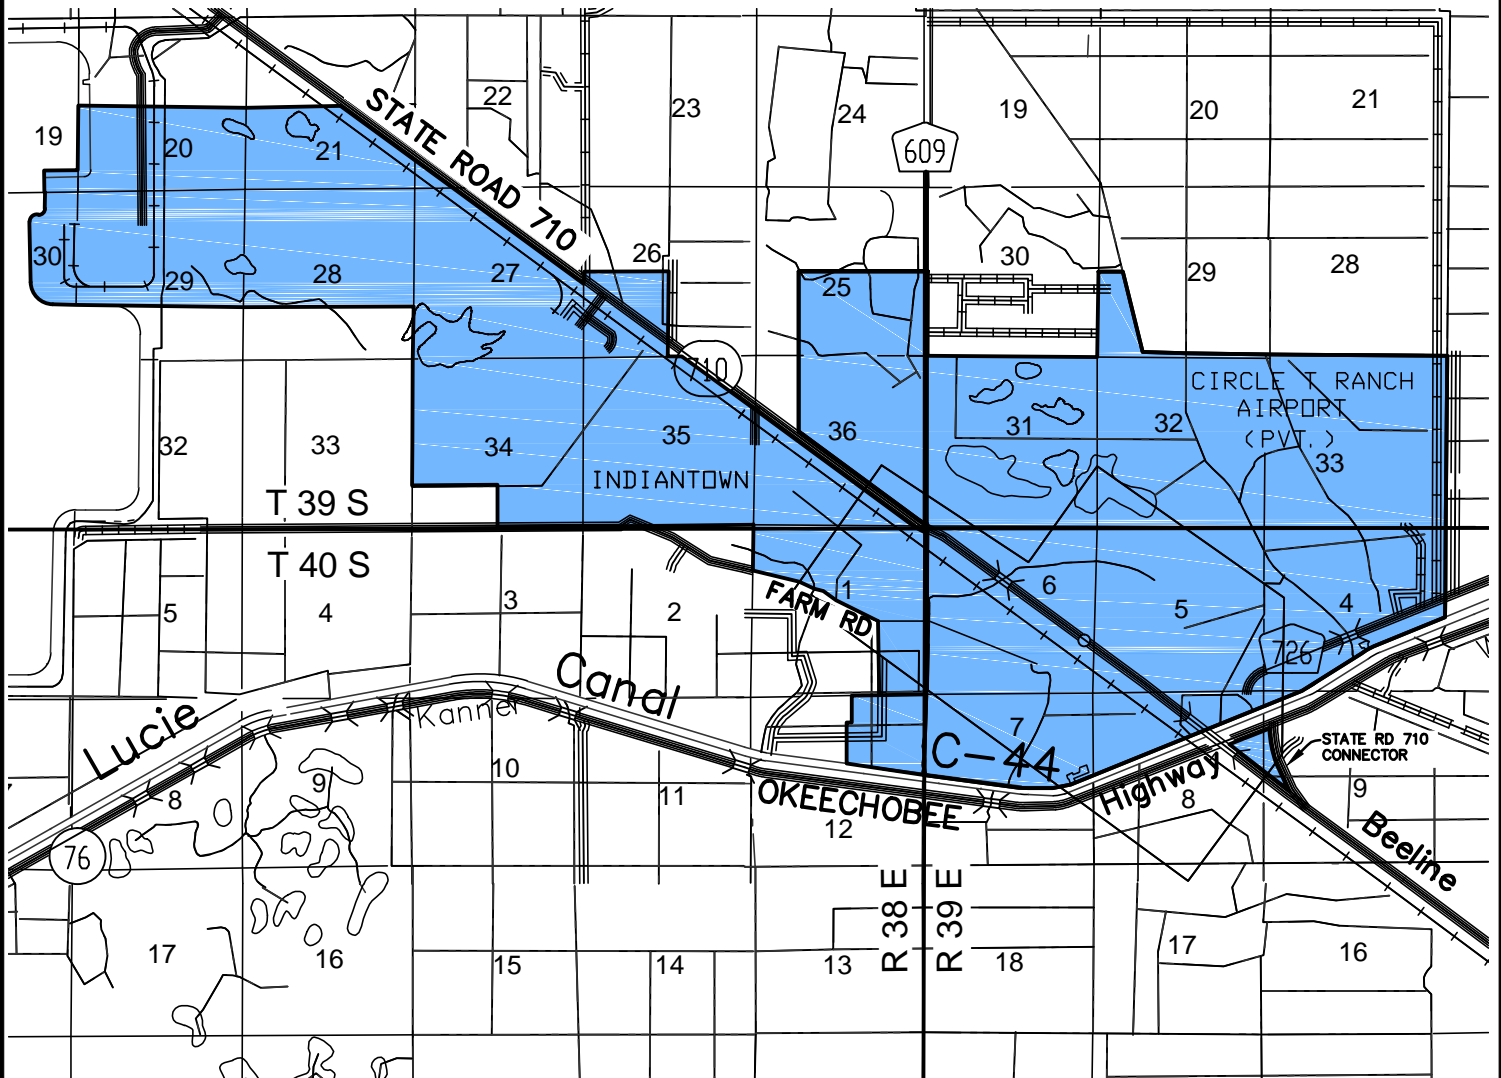 22
23
24
19
20
21
19
20
21
STATE ROAD 710
609
26
25
30
29
28
30
29
28
27
710
CIRCLE T RANCH
AIRPORT
(PVT.)
32
33
34
35
36
31
32
33
INDIANTOWN
T 39 S
T 40 S
5
4
3
2
1
6
5
4
FARM RD
726
Lucie
Canal
Kanner
7
C-44
STATE RD 710
CONNECTOR
8
9
10
11
OKEECHOBEE
12
Highway
8
9
Beeline
76
R 38 E
R 39 E
17
16
15
14
13
18
17
16